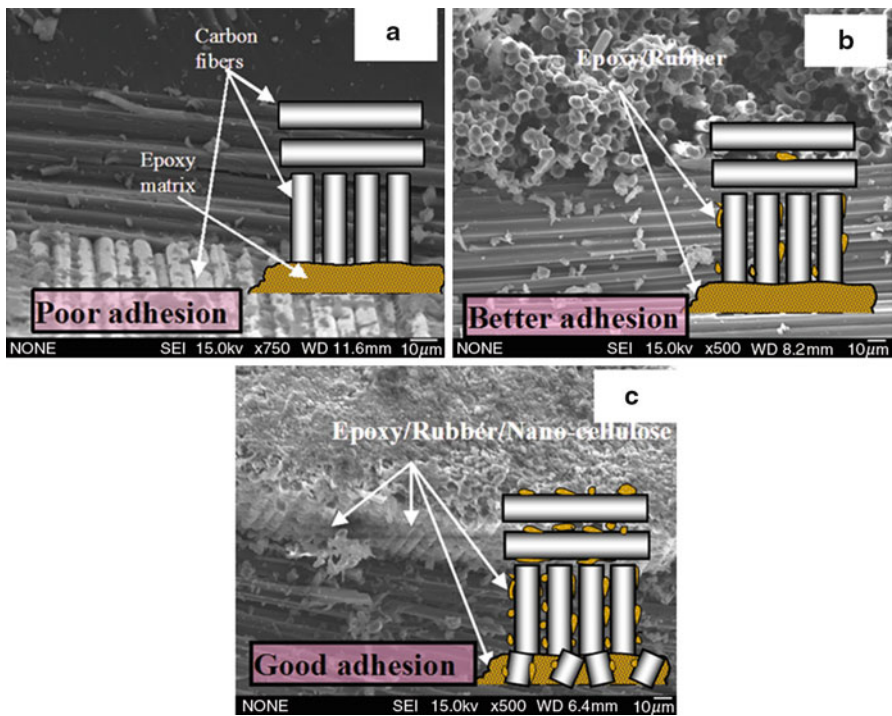 a
Carbon
fibers
Epoxy
matrix
Poor adhesion
NONE SEI 15.0kv x750 WD 11.6mm 10μm
b
Epoxy/Rubber
Better adhesion
NONE SEI 15.0kv x500 WD 8.2mm 10μm
c
Epoxy/Rubber/Nano-cellulose
Good adhesion
NONE SEI 15.0kv x500 WD 6.4mm 10μm